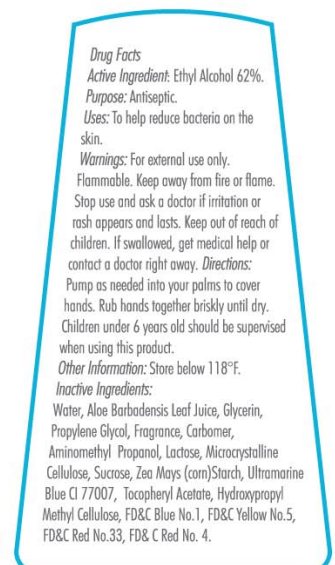 Drug Facts
Active Ingredient: Ethyl Alcohol 62%.
Purpose: Antiseptic.
Uses: To help reduce bacteria on the
skin.
Warnings: For external use only.
Flammable. Keep away from fire or flame.
Stop use and ask a doctor if irritation or
rash appears and lasts. Keep out of reach of
children. If swallowed, get medical help or
contact a doctor right away. Directions:
Pump as needed into your palms to cover
hands. Rub hands together briskly until dry.
Children under 6 years old should be supervised
when using this product.
Other Information: Store below 118°F.
Inactive Ingredients:
Water, Aloe Barbadensis Leaf Juice, Glycerin,
Propylene Glycol, Fragrance, Carbomer,
Aminomethyl Propanol, Lactose, Microcrystalline
Cellulose, Sucrose, Zea Mays (corn)Starch, Ultramarine
Blue CI 77007, Tocopheryl Acetate, Hydroxypropyl
Methyl Cellulose, FD&C Blue No.1, FD&C Yellow No.5,
FD&C Red No.33, FD& C Red No. 4.